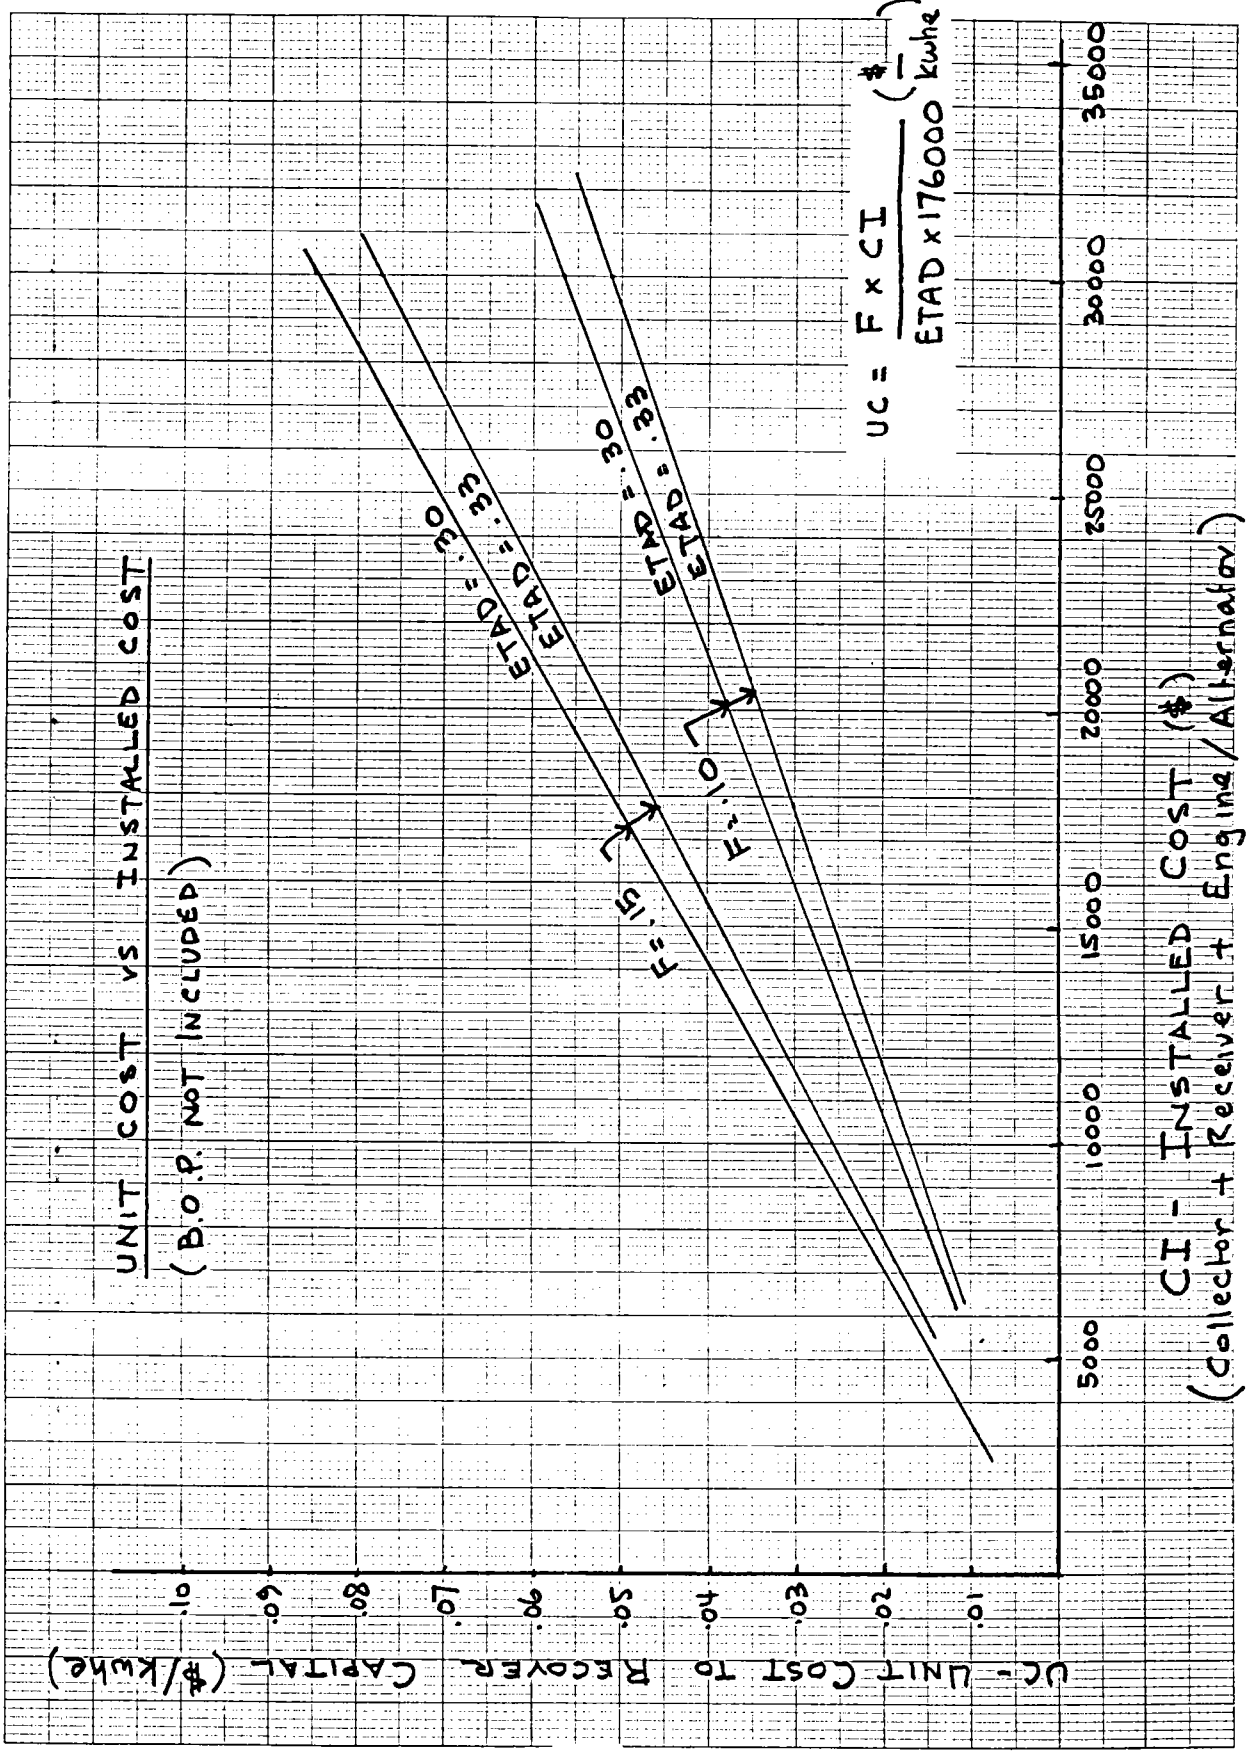 UNIT COST VS INSTALLED COST
(B.O.P. NOT INCLUDED)
UC - UNIT COST TO RECOVER CAPITAL ($/kwhe)
.10
.09
.08
.07
.06
.05
.04
.03
.02
.01
ETAD = .30
ETAD = .33
F = .15
ETAD = .30
ETAD = .33
F = .10
UC = F x CI
ETAD x 176000 ($
kwhe)
5000 10000 15000 20000 25000 30000 35000
CI - INSTALLED COST ($)
(Collector + Receiver + Engine/Alternator)